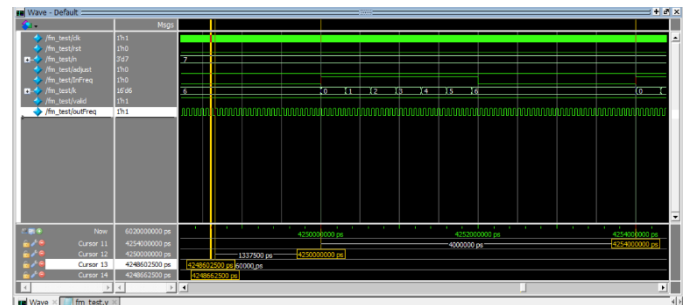 Wave - Default
Msgs
/fm_test/clk 1'h1
/fm_test/rst 1'h0
/fm_test/n 3'd7 7
/fm_test/adjust 1'h0
/fm_test/InFreq 1'h0
/fm_test/k 16'd6 6 0 1 2 3 4 5 6 0
/fm_test/valid 1'h1
/fm_test/outFreq 1'h1
Now 6020000000 ps 4250000000 ps 4252000000 ps 4254000000 ps
Cursor 11 4254000000 ps 4000000 ps 4254000000 ps
Cursor 12 4250000000 ps 1337500 ps 4250000000 ps
Cursor 13 4248602500 ps 4248602500 ps 60000 ps
Cursor 14 4248662500 ps 4248662500 ps
Wave fm_test.v